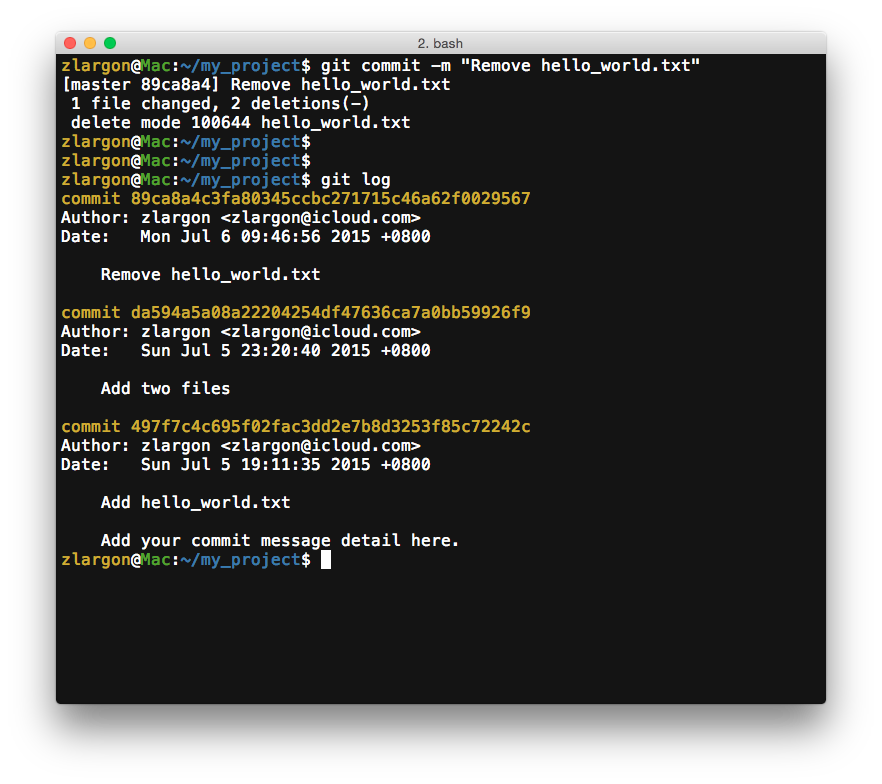 2. bash
zlargon@Mac:~/my_project$ git commit -m "Remove hello_world.txt"
[master 89ca8a4] Remove hello_world.txt
 1 file changed, 2 deletions(-)
 delete mode 100644 hello_world.txt
zlargon@Mac:~/my_project$
zlargon@Mac:~/my_project$
zlargon@Mac:~/my_project$ git log
commit 89ca8a4c3fa80345ccbc271715c46a62f0029567
Author: zlargon <zlargon@icloud.com>
Date:   Mon Jul 6 09:46:56 2015 +0800

    Remove hello_world.txt

commit da594a5a08a22204254df47636ca7a0bb59926f9
Author: zlargon <zlargon@icloud.com>
Date:   Sun Jul 5 23:20:40 2015 +0800

    Add two files

commit 497f7c4c695f02fac3dd2e7b8d3253f85c72242c
Author: zlargon <zlargon@icloud.com>
Date:   Sun Jul 5 19:11:35 2015 +0800

    Add hello_world.txt

    Add your commit message detail here.
zlargon@Mac:~/my_project$